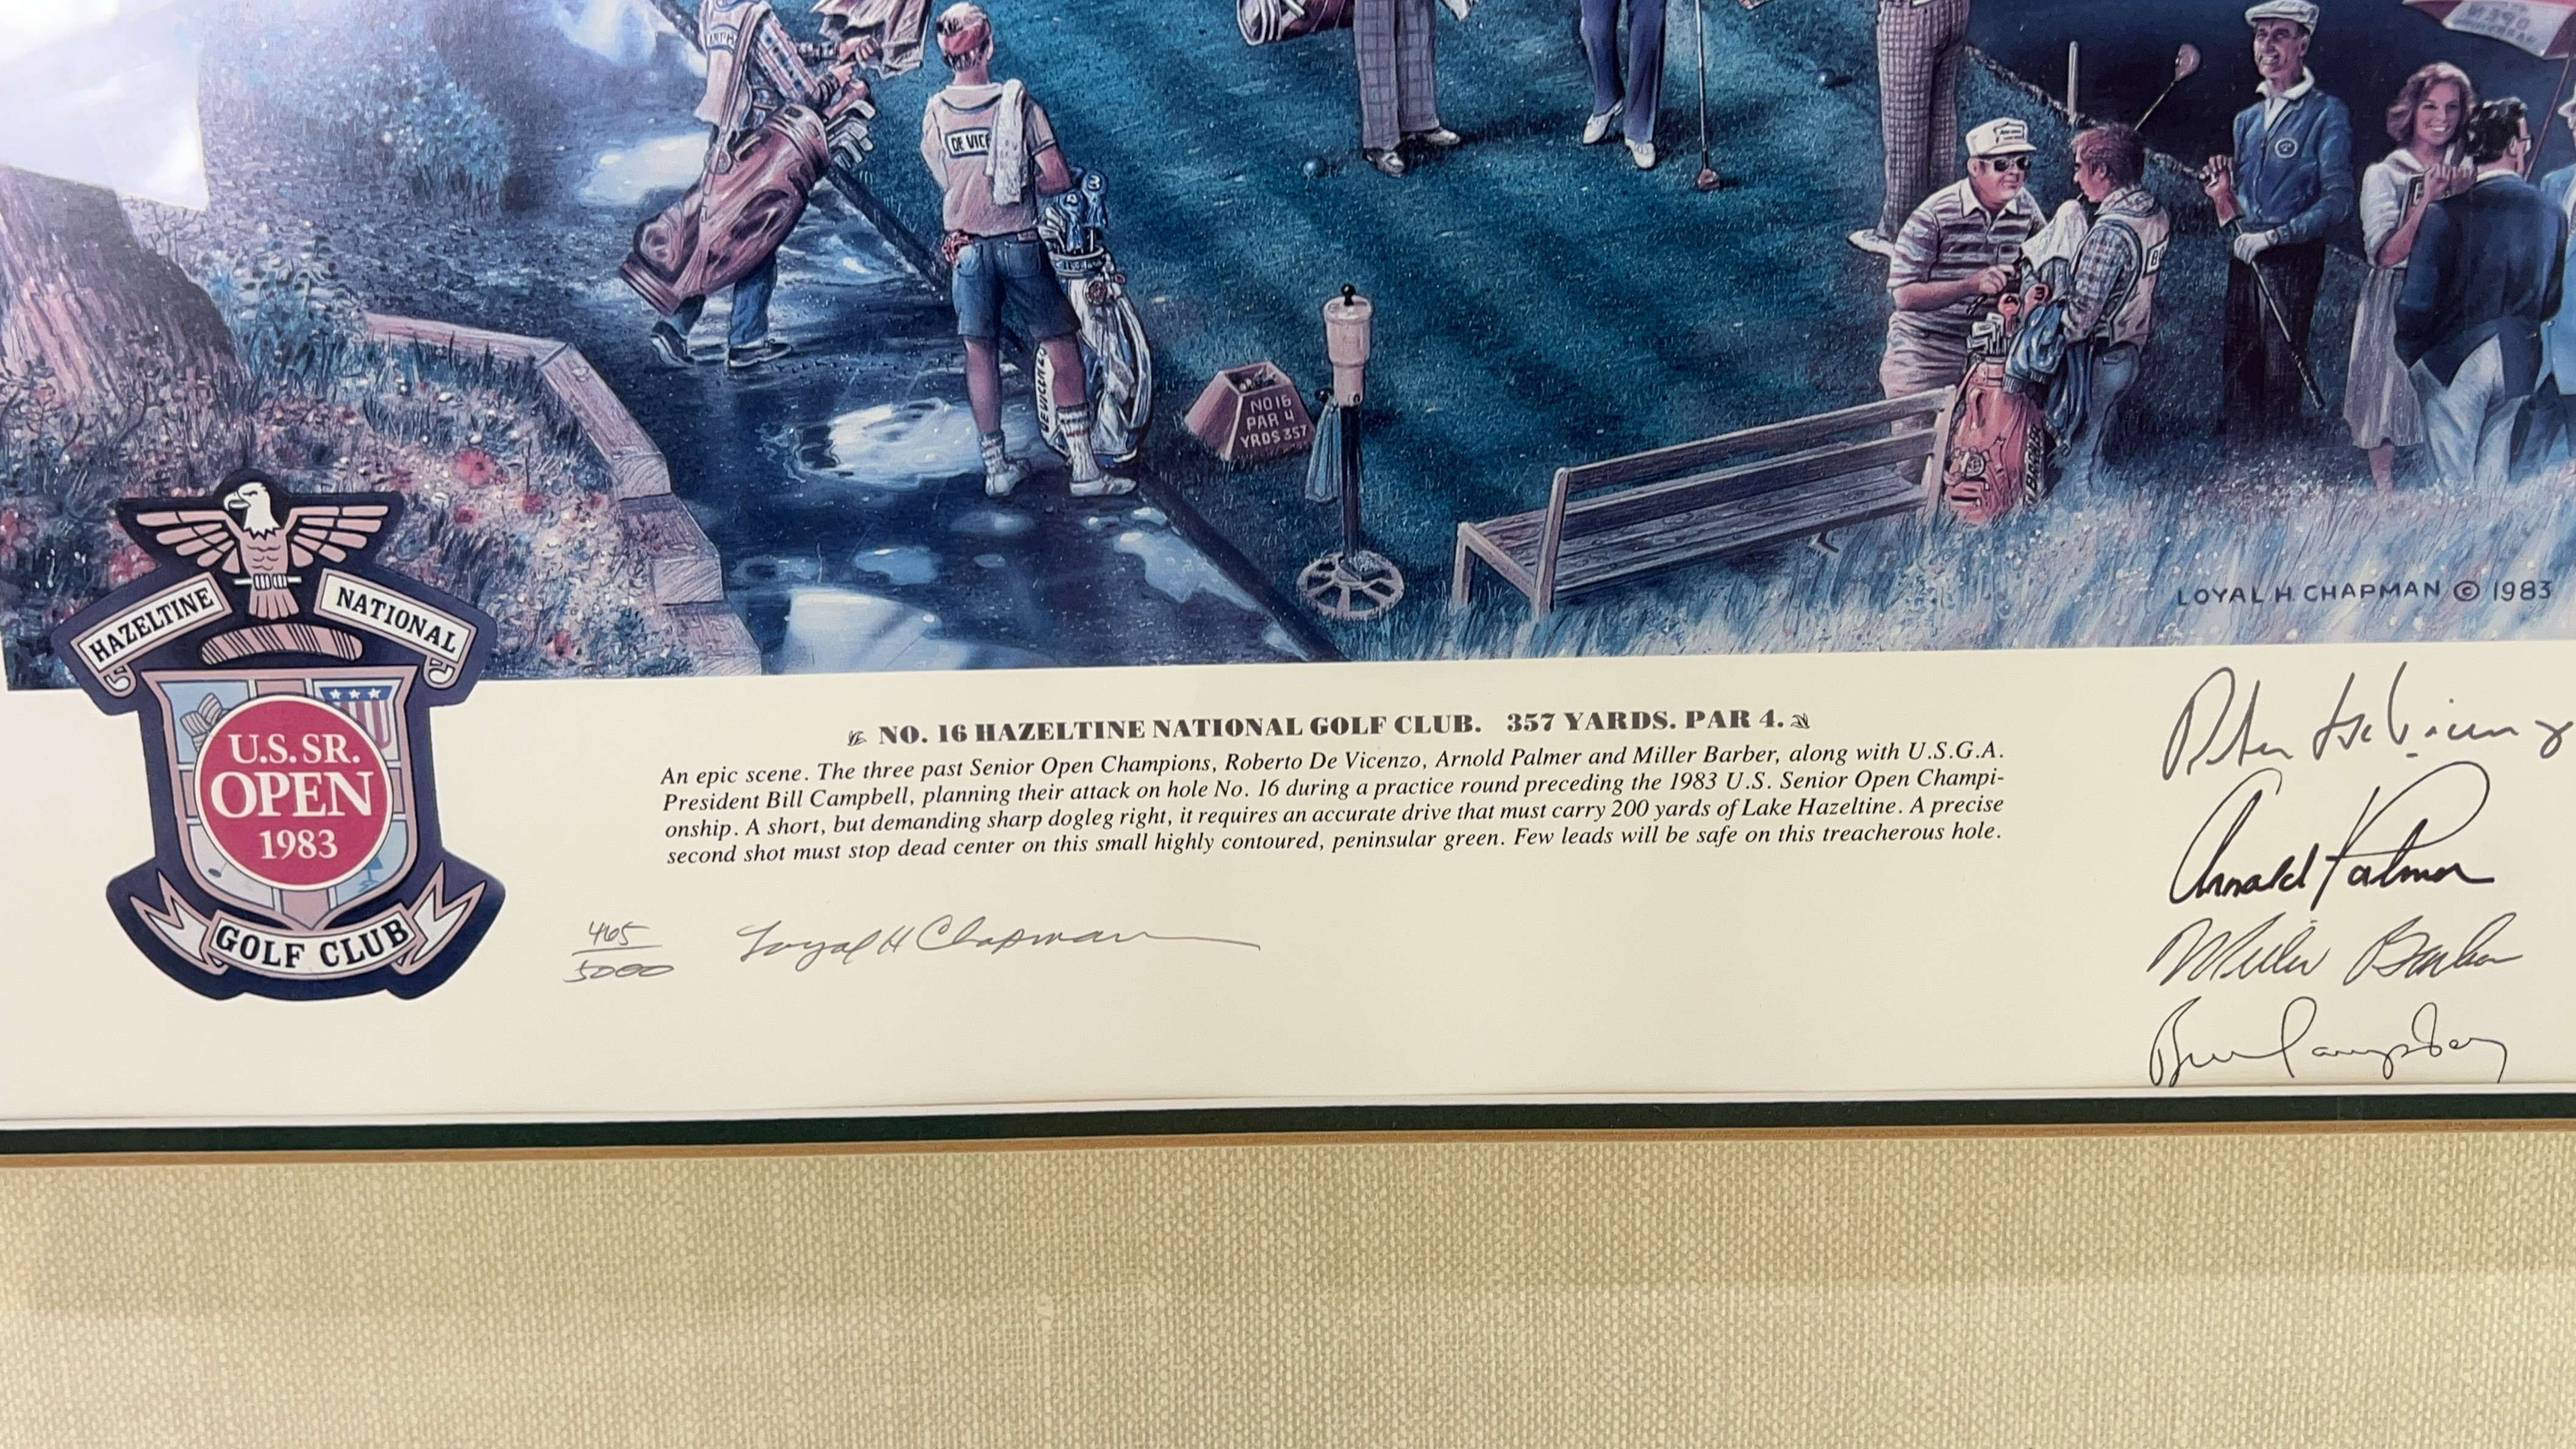 DE VICE
NO 16
PAR 4
YRDS 357
LOYAL H. CHAPMAN © 1983
HAZELTINE NATIONAL
U.S. SR.
OPEN
1983
GOLF CLUB
NO. 16 HAZELTINE NATIONAL GOLF CLUB. 357 YARDS. PAR 4.
An epic scene. The three past Senior Open Champions, Roberto De Vicenzo, Arnold Palmer and Miller Barber, along with U.S.G.A.
President Bill Campbell, planning their attack on hole No. 16 during a practice round preceding the 1983 U.S. Senior Open Champi-
onship. A short, but demanding sharp dogleg right, it requires an accurate drive that must carry 200 yards of Lake Hazeltine. A precise
second shot must stop dead center on this small highly contoured, peninsular green. Few leads will be safe on this treacherous hole.
465
5000
Loyal H Chapman
De Vicenzo
Arnold Palmer
Miller Barber
Bill Campbell